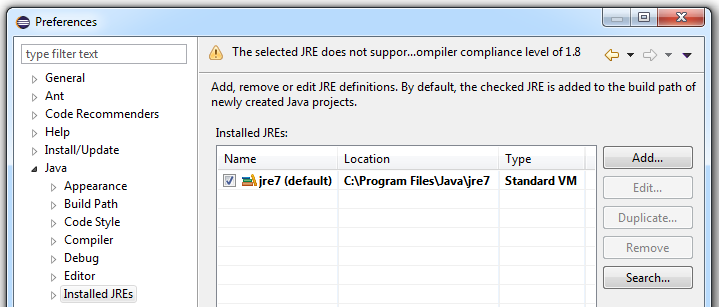 Preferences
type filter text
General
Ant
Code Recommenders
Help
Install/Update
Java
Appearance
Build Path
Code Style
Compiler
Debug
Editor
Installed JREs
The selected JRE does not suppor...ompiler compliance level of 1.8
Add, remove or edit JRE definitions. By default, the checked JRE is added to the build path of
newly created Java projects.
Installed JREs:
Name Location Type
jre7 (default) C:\Program Files\Java\jre7 Standard VM
Add...
Edit...
Duplicate...
Remove
Search...